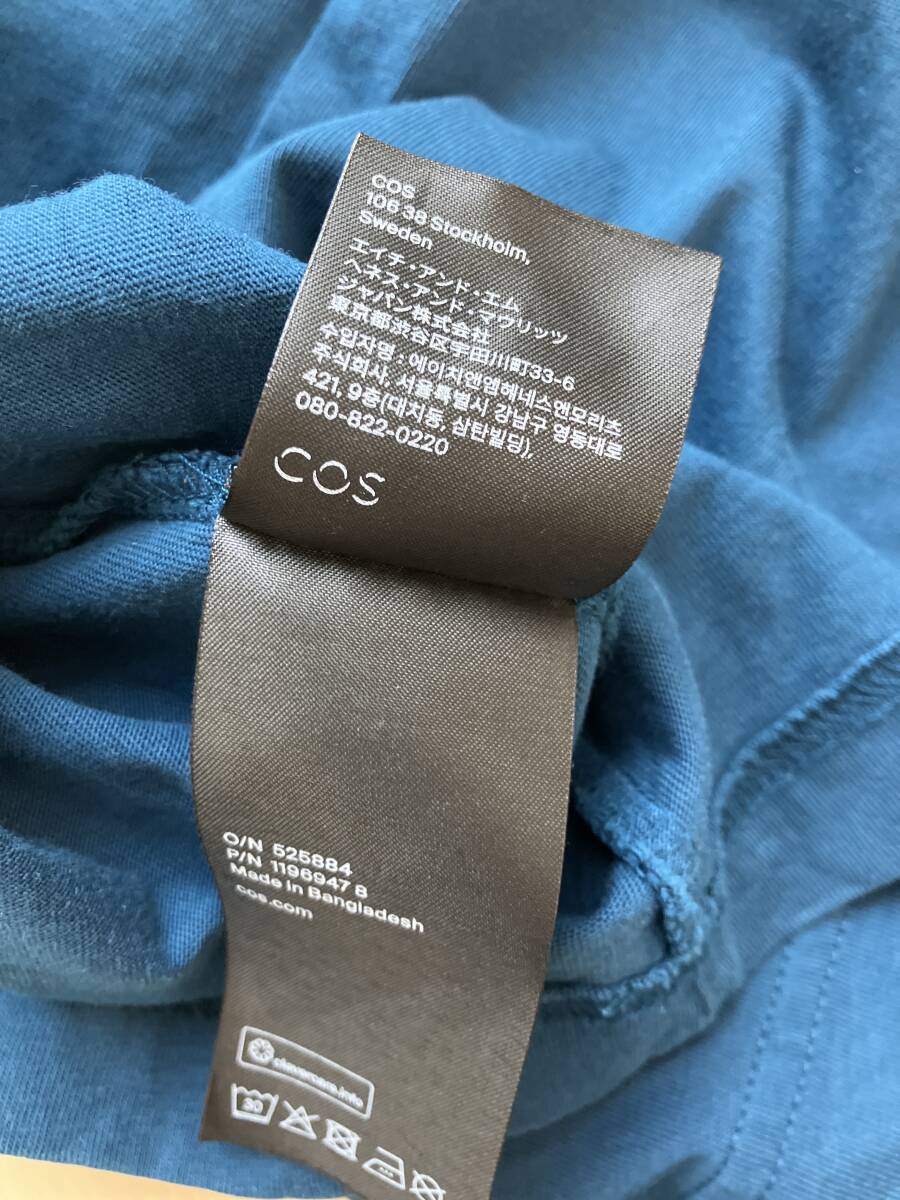 COS
106 38 Stockholm,
Sweden
エイチ・アンド・エム
ヘネス・アンド・マウリッツ
ジャパン株式会社
東京都渋谷区宇田川町33-6
수입자명 : 에이치앤엠헤네스앤모리츠
주식회사, 서울특별시 강남구 영동대로
421, 9층(대치동, 삼탄빌딩),
080-822-0220
COS
O/N 525884
P/N 1196947 8
Made in Bangladesh
cos.com
clevercare.info
30